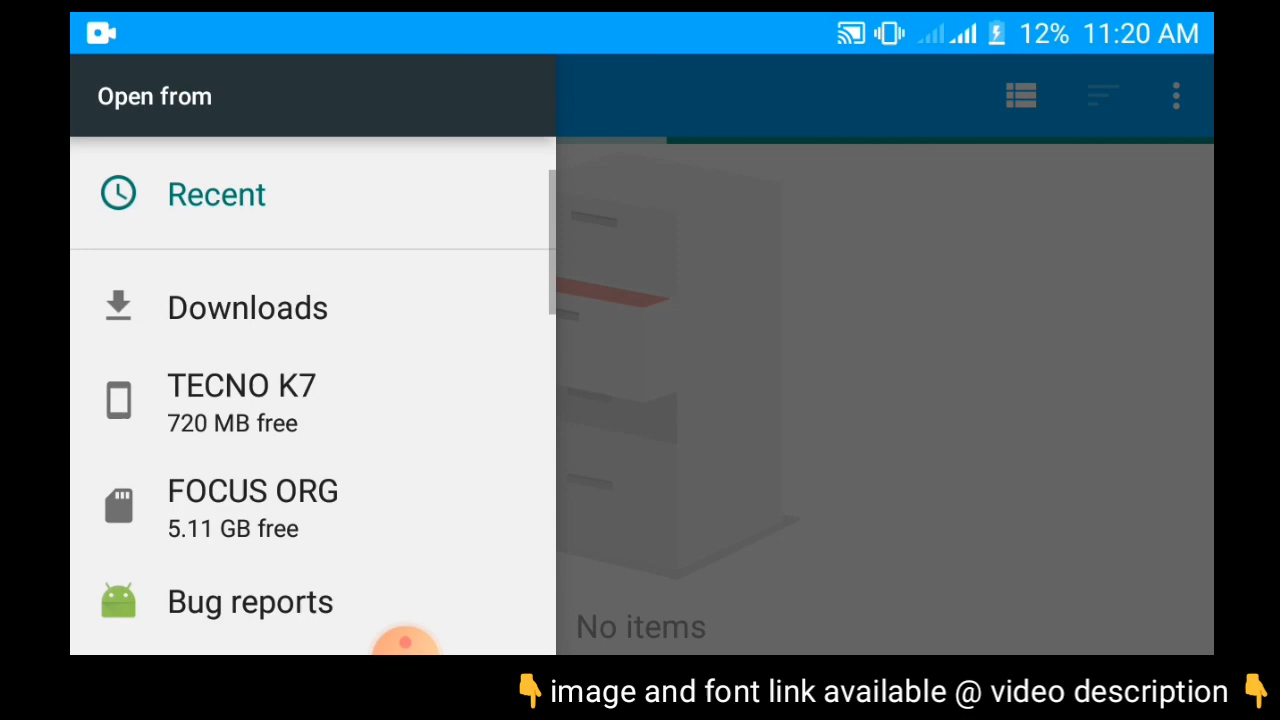 12% 11:20 AM
Open from
Recent
Downloads
TECNO K7
720 MB free
FOCUS ORG
5.11 GB free
Bug reports
No items
👇image and font link available @ video description 👇